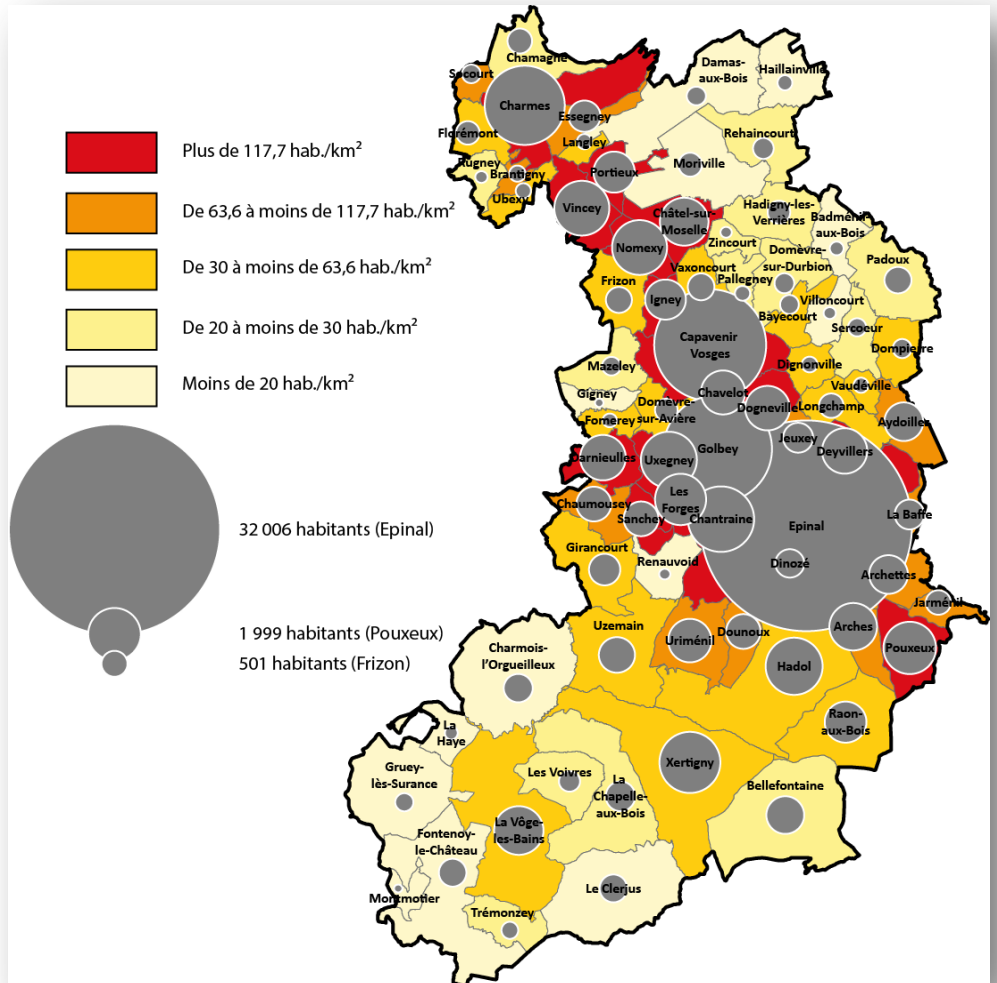 Plus de 117,7 hab./km²
De 63,6 à moins de 117,7 hab./km²
De 30 à moins de 63,6 hab./km²
De 20 à moins de 30 hab./km²
Moins de 20 hab./km²
32 006 habitants (Epinal)
1 999 habitants (Pouxeux)
501 habitants (Frizon)
Chamagne
Socourt
Charmes
Essegney
Florémont
Langley
Rugney
Brantigny
Ubexy
Damas-
aux-Bois
Haillainville
Rehaincourt
Moriville
Portieux
Vincey
Châtel-sur-
Moselle
Nomexy
Hadigny-les-
Verrières
Badménil-
aux-Bois
Zincourt
Domèvre-
sur-Durbion
Padoux
Vaxoncourt
Pallegney
Frizon
Igney
Bayecourt
Villoncourt
Sercoeur
Capavenir
Vosges
Dignonville
Dompierre
Mazeley
Gigney
Chavelot
Vaudéville
Domèvre-
sur-Avière
Dogneville
Longchamp
Fomerey
Aydoilles
Golbey
Jeuxey
Deyvillers
Darnieulles
Uxegney
Les
Forges
Chaumousey
Sanchey
Chantraine
Epinal
La Baffe
Girancourt
Renauvoid
Dinozé
Archettes
Jarménil
Uzemain
Uriménil
Dounoux
Arches
Pouxeux
Charmois-
l'Orgueilleux
Hadol
Raon-
aux-Bois
La
Haye
Xertigny
Gruey-
lès-Surance
Les Voivres
La
Chapelle-
aux-Bois
Bellefontaine
La Vôge-
les-Bains
Fontenoy-
le-Château
Montmotier
Le Clerjus
Trémonzey